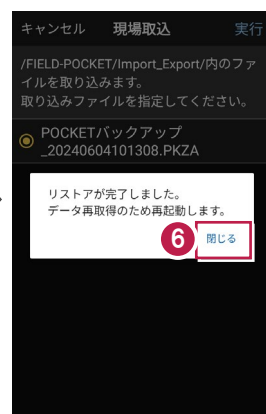 キャンセル 現場取込 実行
/FIELD-POCKET/Import_Export/内のファ
イルを取り込みます。
取り込みファイルを指定してください。
POCKETバックアップ
_20240604101308.PKZA
リストアが完了しました。
データ再取得のため再起動します。
6 閉じる